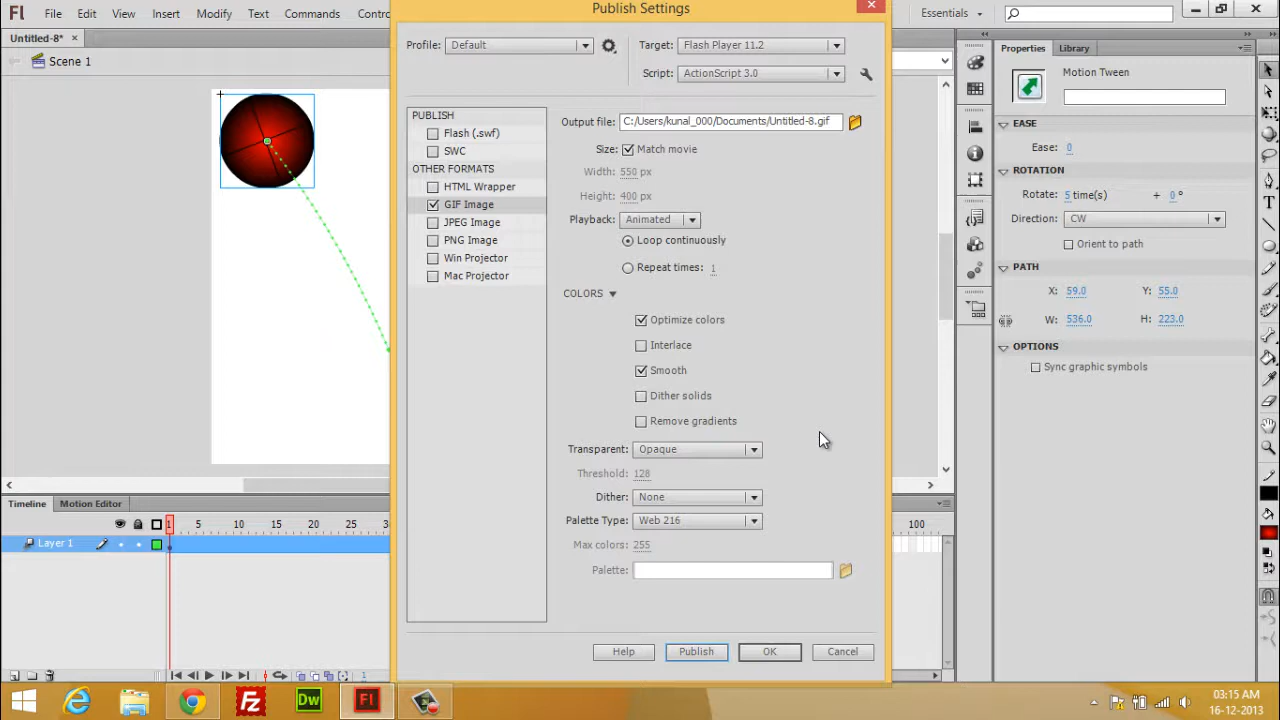 Fl File Edit View Insert Modify Text Commands
Publish Settings
Essentials
Untitled-8* ×
Scene 1
Profile: Default
Target: Flash Player 11.2
Script: ActionScript 3.0
PUBLISH
Flash (.swf)
SWC
OTHER FORMATS
HTML Wrapper
GIF Image
JPEG Image
PNG Image
Win Projector
Mac Projector
Output file: C:/Users/kunal_000/Documents/Untitled-8.gif
Size: Match movie
Width: 550 px
Height: 400 px
Playback: Animated
Loop continuously
Repeat times: 1
COLORS
Optimize colors
Interlace
Smooth
Dither solids
Remove gradients
Transparent: Opaque
Threshold: 128
Dither: None
Palette Type: Web 216
Max colors: 255
Palette:
Help Publish OK Cancel
Properties Library
Motion Tween
EASE
Ease: 0
ROTATION
Rotate: 5 time(s) + 0 °
Direction: CW
Orient to path
PATH
X: 59.0 Y: 55.0
W: 536.0 H: 223.0
OPTIONS
Sync graphic symbols
Timeline Motion Editor
1 5 10 15 20 25 100
Layer 1
1
Fz Dw Fl
03:15 AM
16-12-2013